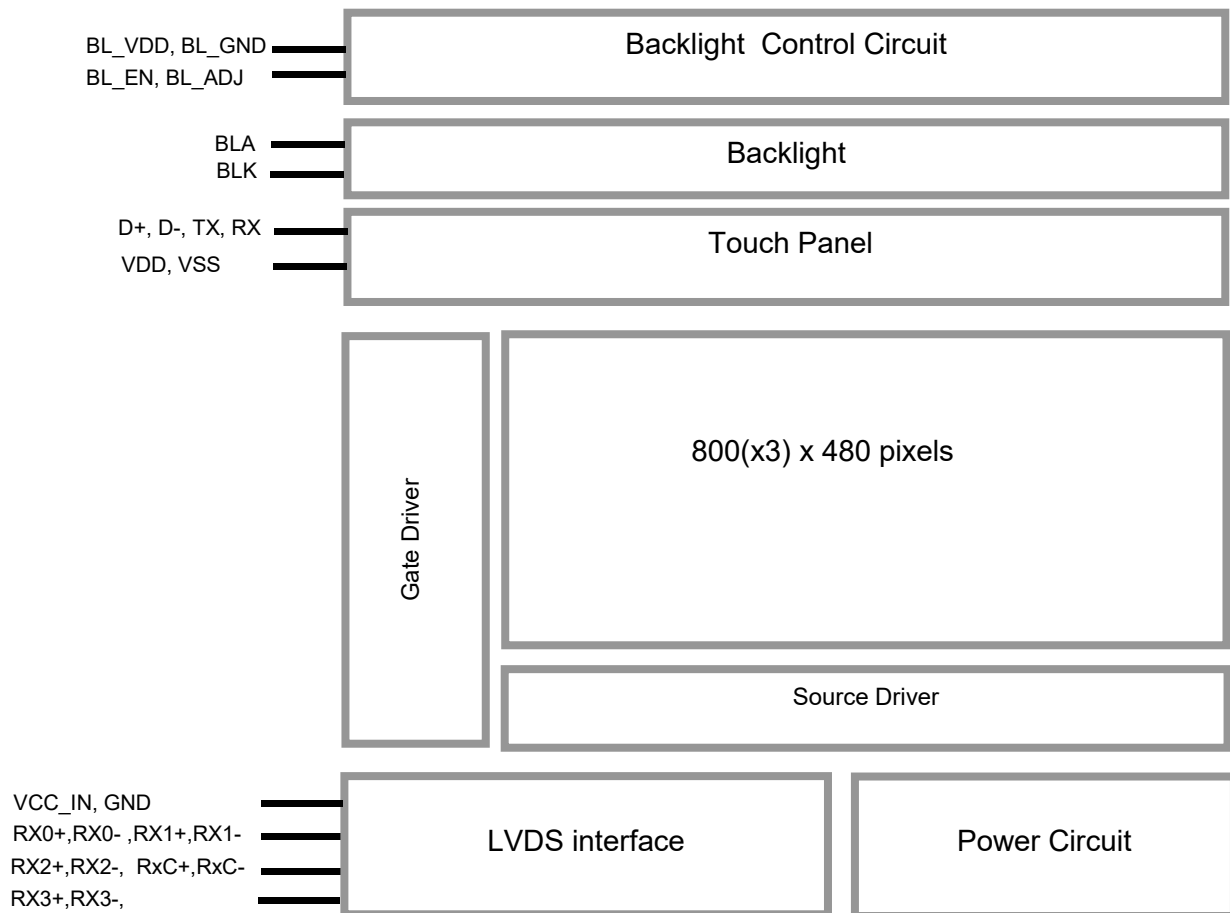 BL_VDD, BL_GND
Backlight  Control Circuit
BL_EN, BL_ADJ
BLA
Backlight
BLK
D+, D-, TX, RX
Touch Panel
VDD, VSS
800(x3) x 480 pixels
Gate Driver
Source Driver
VCC_IN, GND
RX0+,RX0- ,RX1+,RX1-
LVDS interface
Power Circuit
RX2+,RX2-,  RxC+,RxC-
RX3+,RX3-,